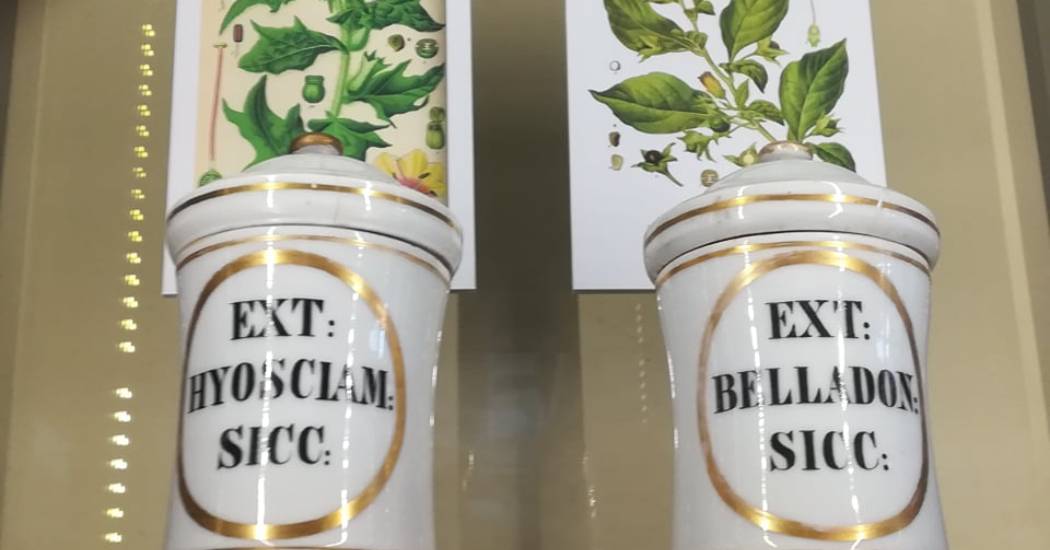 EXT:
HYOSCIAM:
SICC:
EXT:
BELLADON:
SICC: